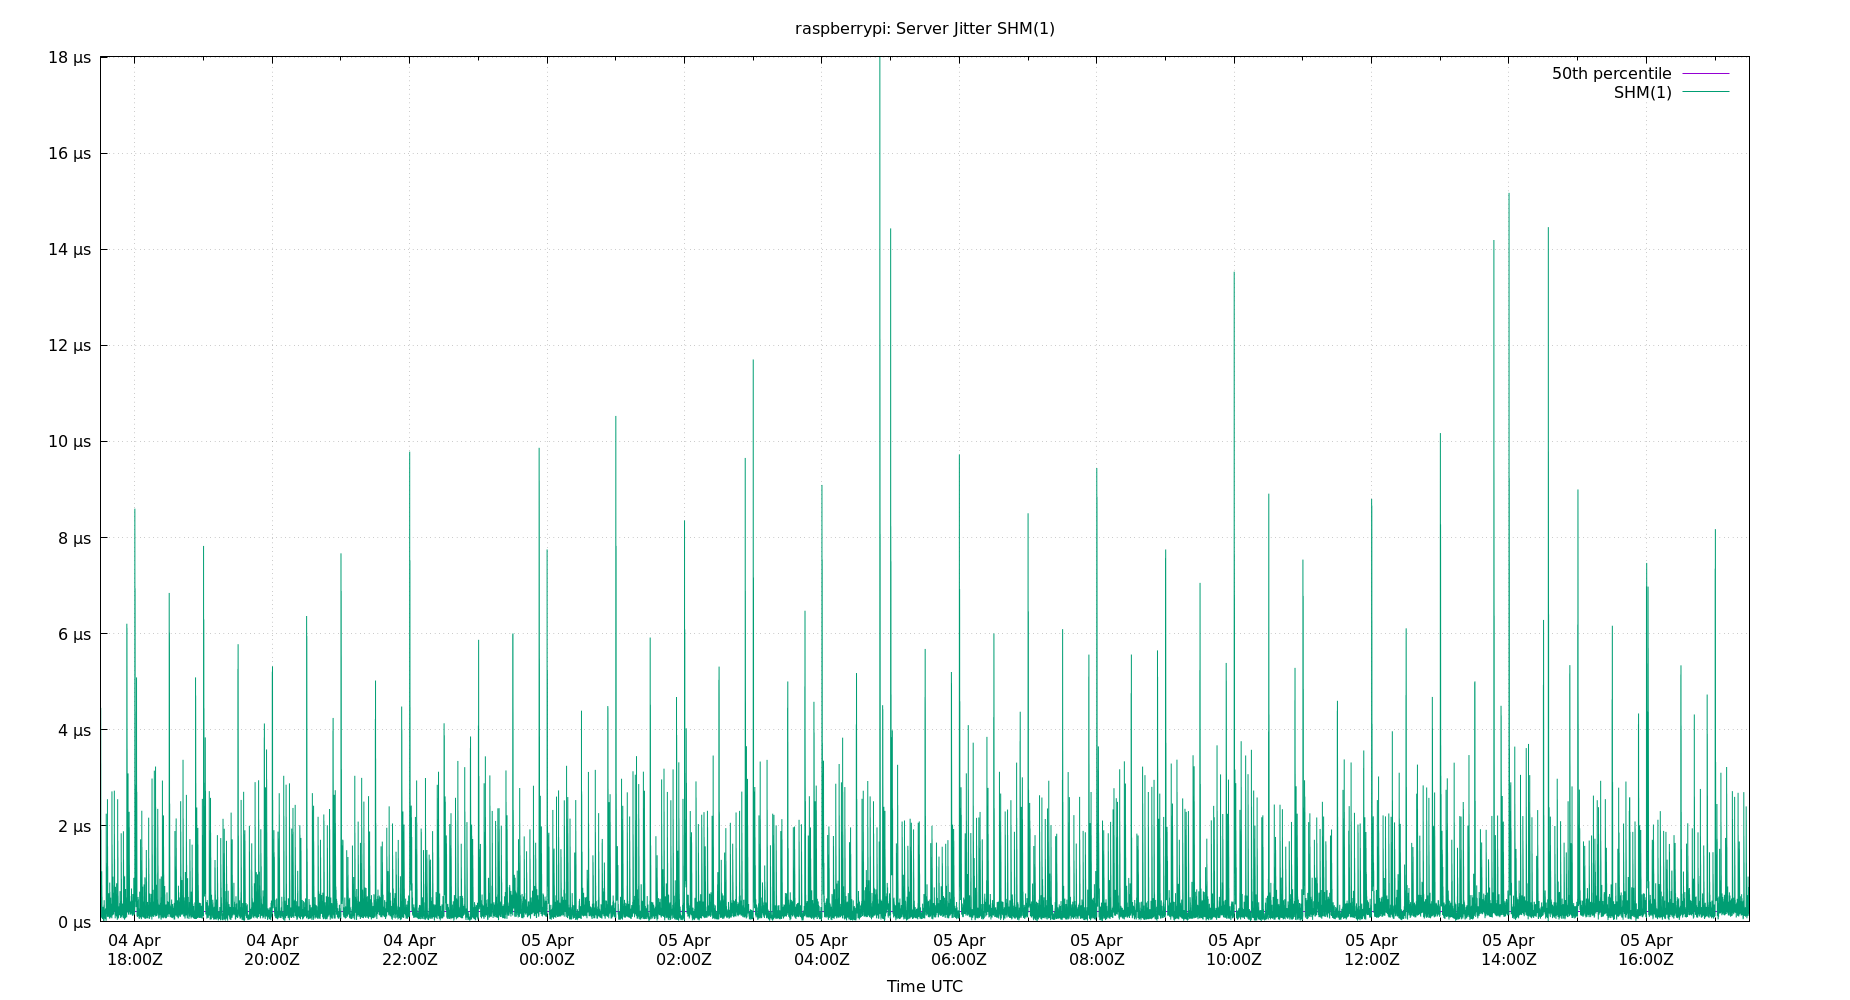 raspberrypi: Server Jitter SHM(1)
50th percentile
SHM(1)
18 µs
16 µs
14 µs
12 µs
10 µs
8 µs
6 µs
4 µs
2 µs
0 µs
04 Apr 04 Apr 04 Apr 05 Apr 05 Apr 05 Apr 05 Apr 05 Apr 05 Apr 05 Apr 05 Apr 05 Apr
18:00Z 20:00Z 22:00Z 00:00Z 02:00Z 04:00Z 06:00Z 08:00Z 10:00Z 12:00Z 14:00Z 16:00Z
Time UTC